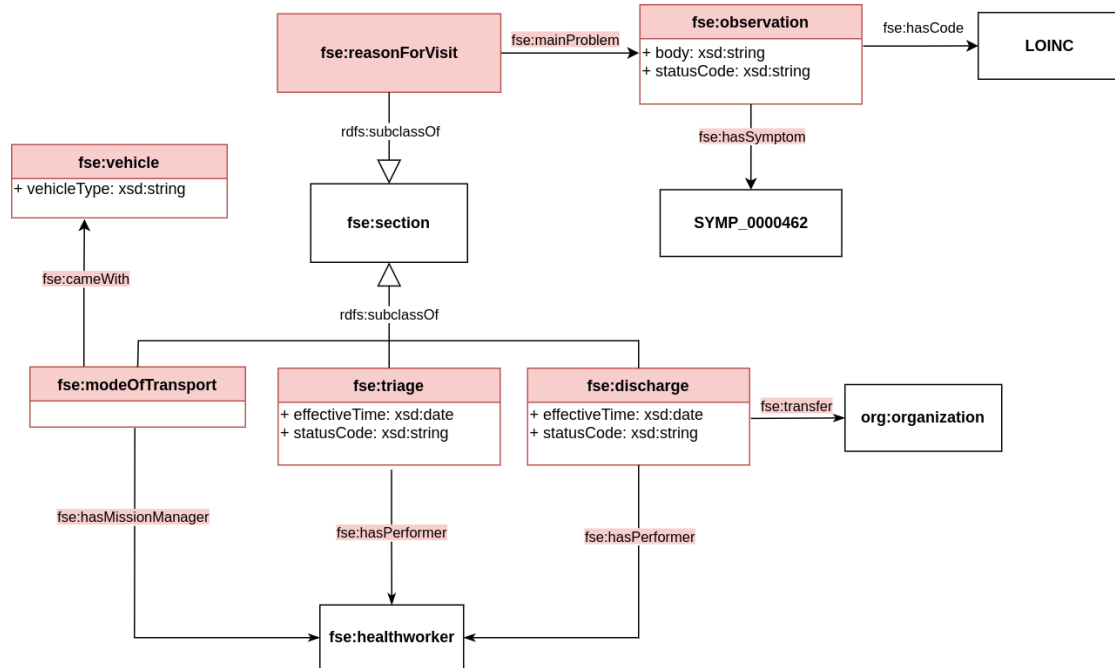 fse:reasonForVisit
fse:mainProblem
fse:observation
+ body: xsd:string
+ statusCode: xsd:string
fse:hasCode
LOINC
rdfs:subclassOf
fse:hasSymptom
fse:vehicle
+ vehicleType: xsd:string
fse:section
SYMP_0000462
fse:cameWith
rdfs:subclassOf
fse:modeOfTransport
fse:triage
+ effectiveTime: xsd:date
+ statusCode: xsd:string
fse:discharge
+ effectiveTime: xsd:date
+ statusCode: xsd:string
fse:transfer
org:organization
fse:hasMissionManager
fse:hasPerformer
fse:hasPerformer
fse:healthworker